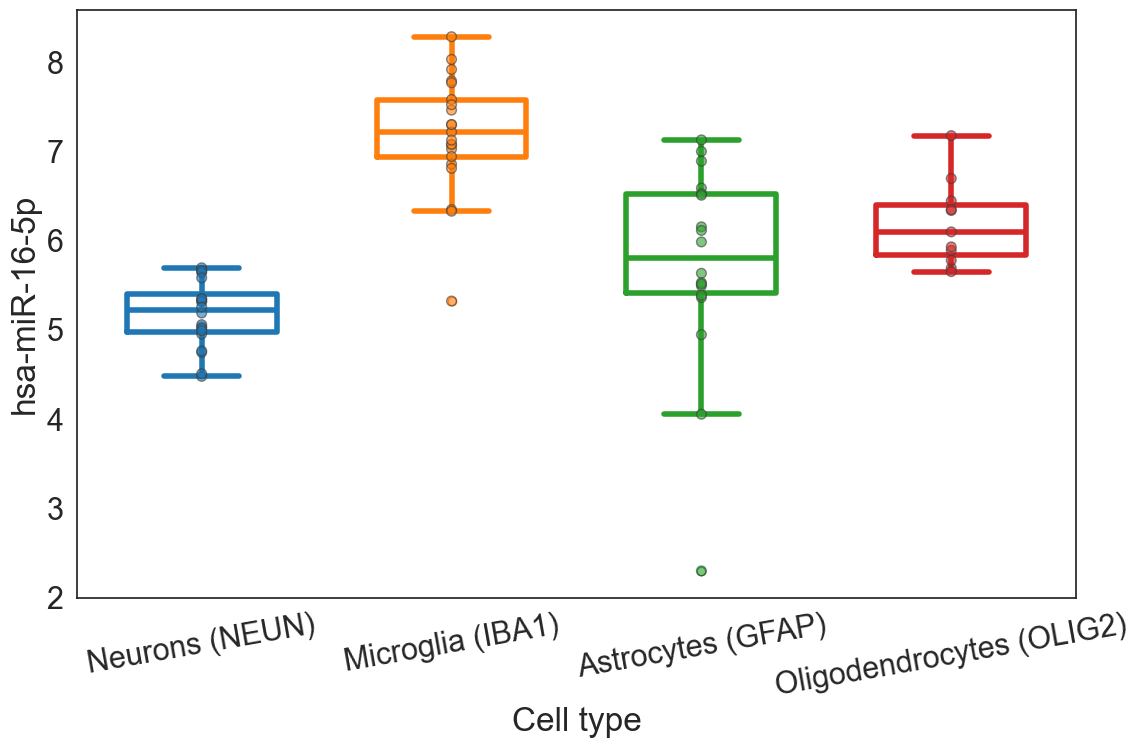 hsa-miR-16-5p
8
7
6
5
4
3
2
Neurons (NEUN)
Microglia (IBA1)
Astrocytes (GFAP)
Oligodendrocytes (OLIG2)
Cell type